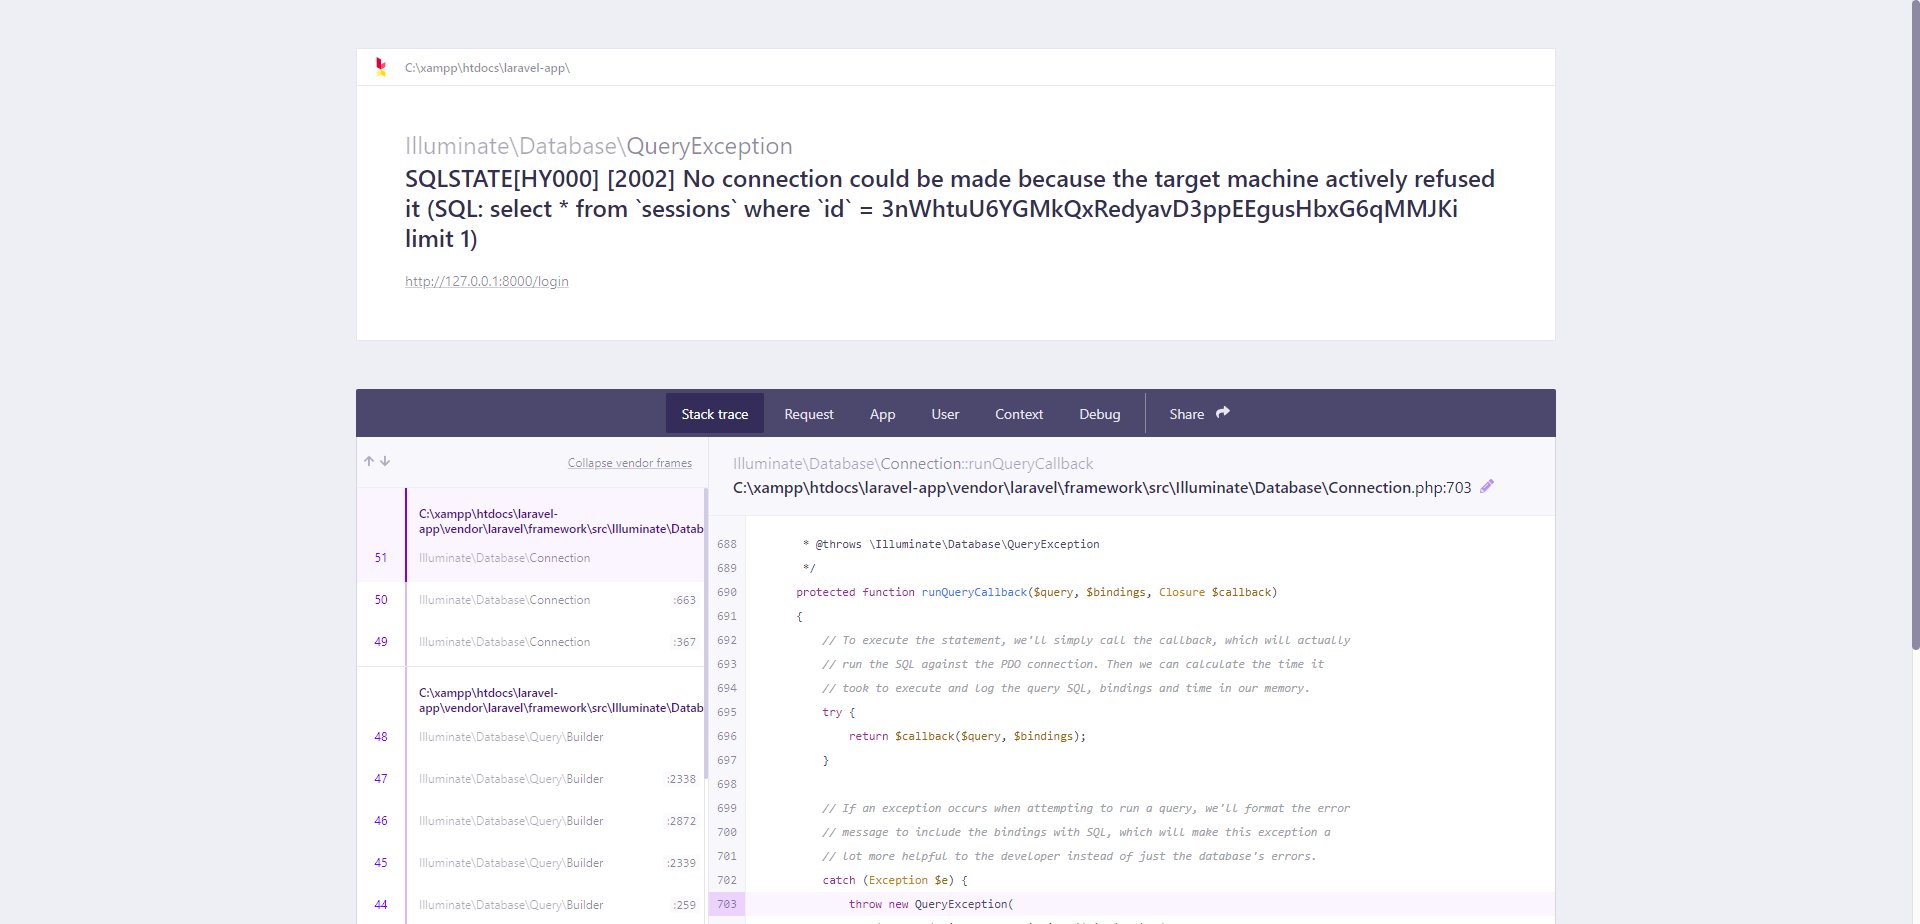 C:\xampp\htdocs\laravel-app\
Illuminate\Database\QueryException
SQLSTATE[HY000] [2002] No connection could be made because the target machine actively refused
it (SQL: select * from `sessions` where `id` = 3nWhtuU6YGMkQxRedyavD3ppEEgusHbxG6qMMJKi
limit 1)
http://127.0.0.1:8000/login
Stack trace Request App User Context Debug Share
Collapse vendor frames
C:\xampp\htdocs\laravel-
app\vendor\laravel\framework\src\Illuminate\Datab
51 Illuminate\Database\Connection
50 Illuminate\Database\Connection :663
49 Illuminate\Database\Connection :367
C:\xampp\htdocs\laravel-
app\vendor\laravel\framework\src\Illuminate\Datab
48 Illuminate\Database\Query\Builder
47 Illuminate\Database\Query\Builder :2338
46 Illuminate\Database\Query\Builder :2872
45 Illuminate\Database\Query\Builder :2339
44 Illuminate\Database\Query\Builder :259
Illuminate\Database\Connection::runQueryCallback
C:\xampp\htdocs\laravel-app\vendor\laravel\framework\src\Illuminate\Database\Connection.php:703
688 * @throws \Illuminate\Database\QueryException
689 */
690 protected function runQueryCallback($query, $bindings, Closure $callback)
691 {
692 // To execute the statement, we'll simply call the callback, which will actually
693 // run the SQL against the PDO connection. Then we can calculate the time it
694 // took to execute and log the query SQL, bindings and time in our memory.
695 try {
696 return $callback($query, $bindings);
697 }
698
699 // If an exception occurs when attempting to run a query, we'll format the error
700 // message to include the bindings with SQL, which will make this exception a
701 // lot more helpful to the developer instead of just the database's errors.
702 catch (Exception $e) {
703 throw new QueryException(